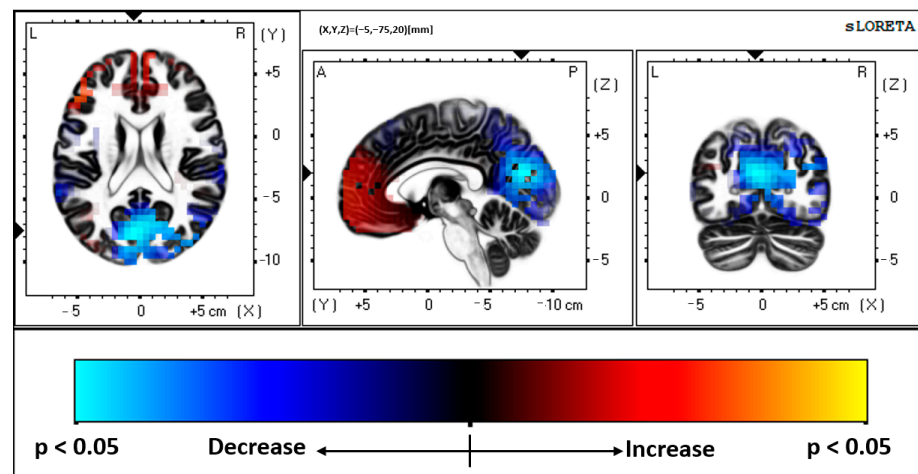 (X,Y,Z)=(-5,-75,20)[mm]
sLORETA
L R (Y)
+5
0
-5
-10
-5 0 +5 cm (X)
A P (Z)
+5
0
-5
(Y) +5 0 -5 -10 cm
L R (Z)
+5
0
-5
-5 0 +5 cm (X)
p < 0.05 Decrease Increase p < 0.05